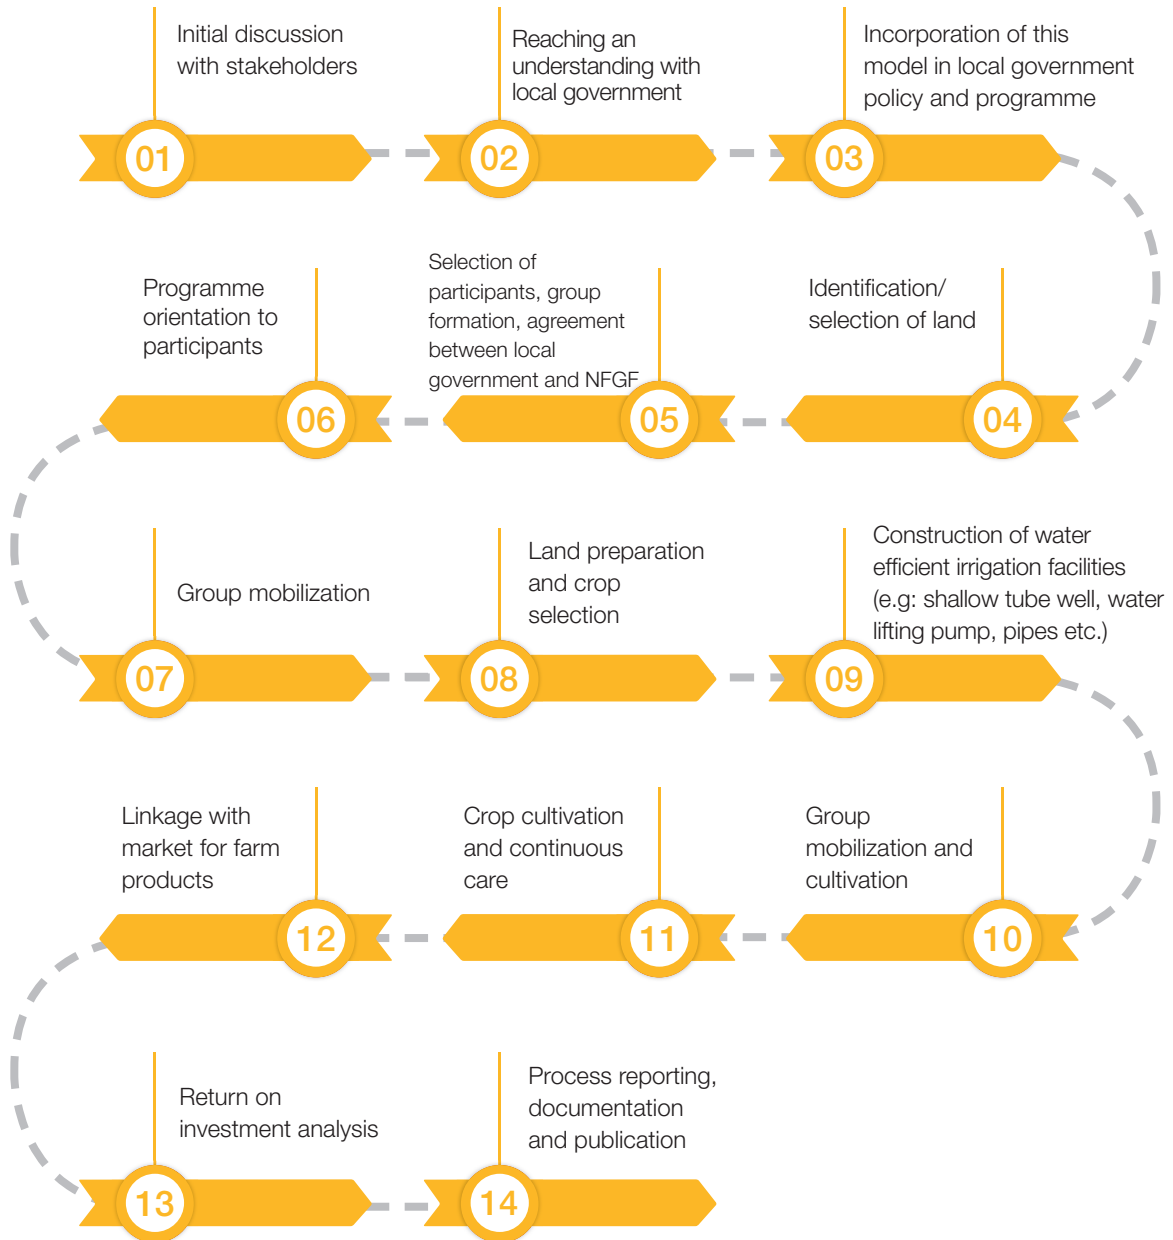 Initial discussion
with stakeholders
01
Reaching an
understanding with
local government
02
Incorporation of this
model in local government
policy and programme
03
Identification/
selection of land
04
Selection of
participants, group
formation, agreement
between local
government and NFGF
05
Programme
orientation to
participants
06
Group mobilization
07
Land preparation
and crop
selection
08
Construction of water
efficient irrigation facilities
(e.g: shallow tube well, water
lifting pump, pipes etc.)
09
Group
mobilization and
cultivation
10
Crop cultivation
and continuous
care
11
Linkage with
market for farm
products
12
Return on
investment analysis
13
Process reporting,
documentation
and publication
14